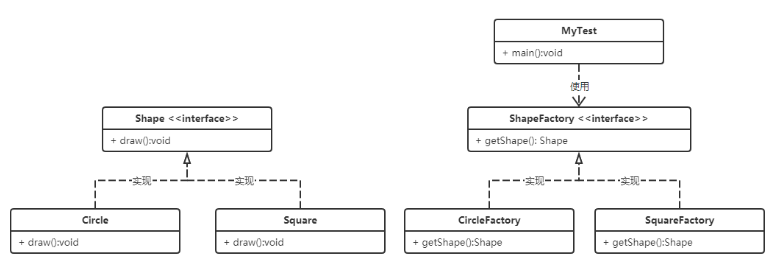 MyTest
+ main():void
使用
Shape <<interface>>
+ draw():void
ShapeFactory <<interface>>
+ getShape(): Shape
实现
实现
实现
实现
Circle
+ draw():void
Square
+ draw():void
CircleFactory
+ getShape():Shape
SquareFactory
+ getShape():Shape